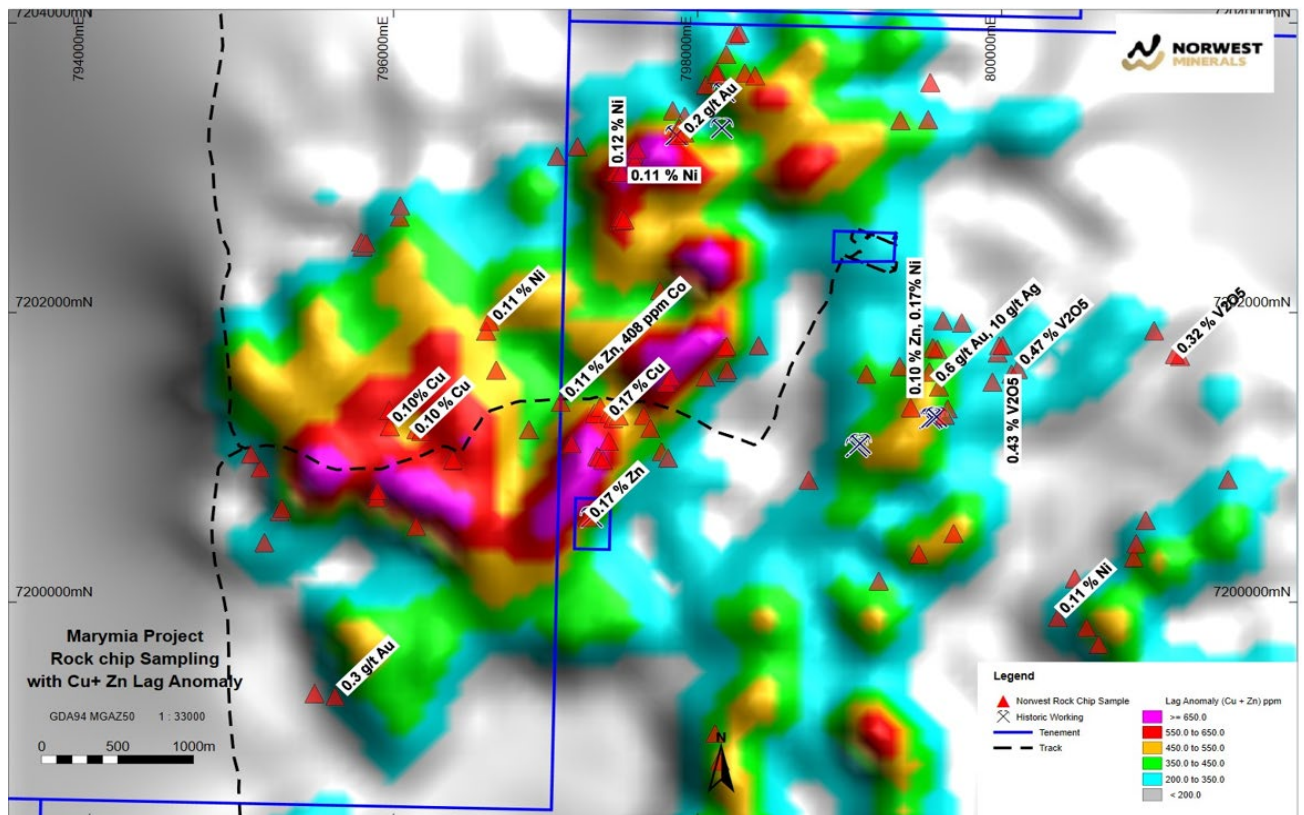 7204000mN
7204000mN
794000mE
796000mE
798000mE
800000mE
NORWEST
MINERALS
0.12 % Ni
0.2 g/t Au
0.11 % Ni
7202000mN
7202000mN
0.11 % Ni
0.11 % Zn, 408 ppm Co
0.10 % Zn, 0.17% Ni
0.6 g/t Au, 10 g/t Ag
0.47 % V2O5
0.32 % V2O5
0.10% Cu
0.10 % Cu
0.17 % Cu
0.43 % V2O5
0.17 % Zn
7200000mN
7200000mN
0.11 % Ni
0.3 g/t Au
Marymia Project
Rock chip Sampling
with Cu+ Zn Lag Anomaly
GDA94 MGAZ50 1 : 33000
0 500 1000m
N
Legend
Norwest Rock Chip Sample
Historic Working
Tenement
Track
Lag Anomaly (Cu + Zn) ppm
>= 650.0
550.0 to 650.0
450.0 to 550.0
350.0 to 450.0
200.0 to 350.0
< 200.0